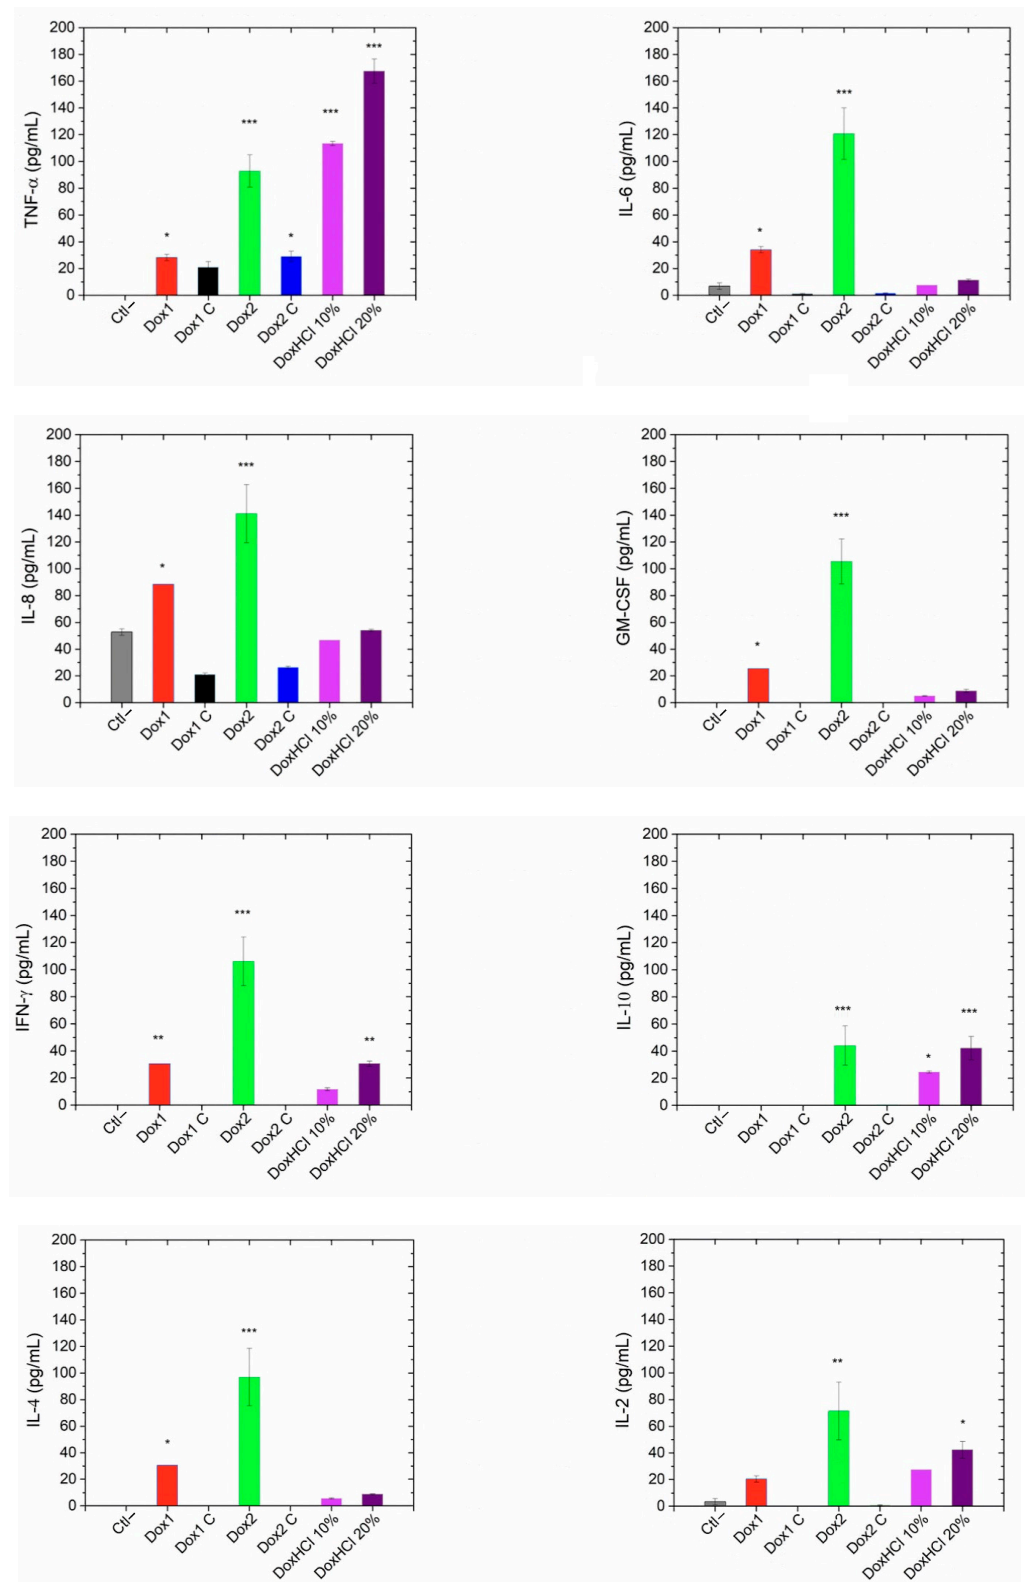 TNF-α (pg/mL)
200
180
160
140
120
100
80
60
40
20
0
*
***
*
***
***
Ctl–
Dox1
Dox1 C
Dox2
Dox2 C
DoxHCl 10%
DoxHCl 20%
IL-6 (pg/mL)
200
180
160
140
120
100
80
60
40
20
0
*
***
Ctl–
Dox1
Dox1 C
Dox2
Dox2 C
DoxHCl 10%
DoxHCl 20%
IL-8 (pg/mL)
200
180
160
140
120
100
80
60
40
20
0
*
***
Ctl–
Dox1
Dox1 C
Dox2
Dox2 C
DoxHCl 10%
DoxHCl 20%
GM-CSF (pg/mL)
200
180
160
140
120
100
80
60
40
20
0
*
***
Ctl–
Dox1
Dox1 C
Dox2
Dox2 C
DoxHCl 10%
DoxHCl 20%
IFN-γ (pg/mL)
200
180
160
140
120
100
80
60
40
20
0
**
***
**
Ctl–
Dox1
Dox1 C
Dox2
Dox2 C
DoxHCl 10%
DoxHCl 20%
IL-10 (pg/mL)
200
180
160
140
120
100
80
60
40
20
0
***
*
***
Ctl–
Dox1
Dox1 C
Dox2
Dox2 C
DoxHCl 10%
DoxHCl 20%
IL-4 (pg/mL)
200
180
160
140
120
100
80
60
40
20
0
*
***
Ctl–
Dox1
Dox1 C
Dox2
Dox2 C
DoxHCl 10%
DoxHCl 20%
IL-2 (pg/mL)
200
180
160
140
120
100
80
60
40
20
0
**
*
Ctl–
Dox1
Dox1 C
Dox2
Dox2 C
DoxHCl 10%
DoxHCl 20%